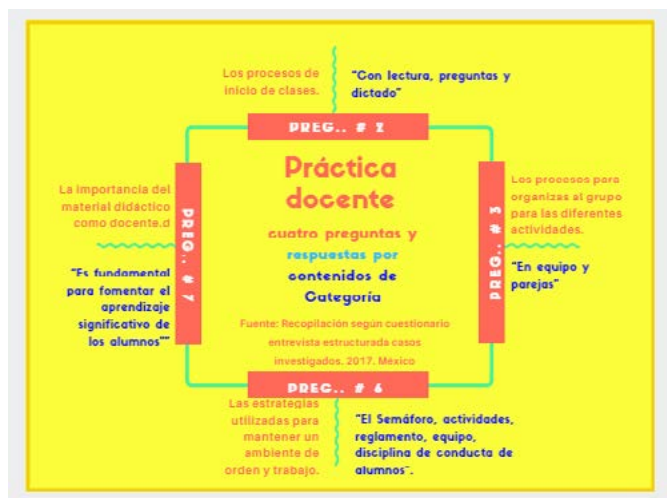 Los procesos de
inicio de clases.
"Con lectura, preguntas y
dictado"
PREG.. # 2
Práctica
docente
cuatro preguntas y
respuestas por
contenidos de
Categoría
Fuente: Recopilación según cuestionario
entrevista estructurada casos
investigados. 2017. México
Los procesos para
organizas al grupo
para las diferentes
actividades.
PREG.. # 3
"En equipo y
parejas"
PREG.. # 6
Las estrategias
utilizadas para
mantener un
ambiente de
orden y trabajo.
"El Semáforo, actividades,
reglamento, equipo,
disciplina de conducta de
alumnos".
La importancia del
material didáctico
como docente.d
PREG.. # 7
"Es fundamental
para fomentar el
aprendizaje
significativo de
los alumnos""